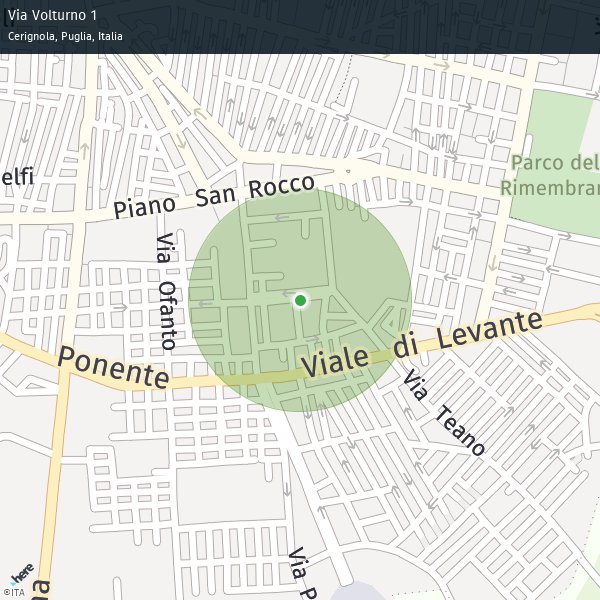 Via Volturno 1
Cerignola, Puglia, Italia
elfi
Parco del
Rimembran
Piano San Rocco
Via Ofanto
Ponente
Viale di Levante
Via Teano
Via P
na
here
©ITA